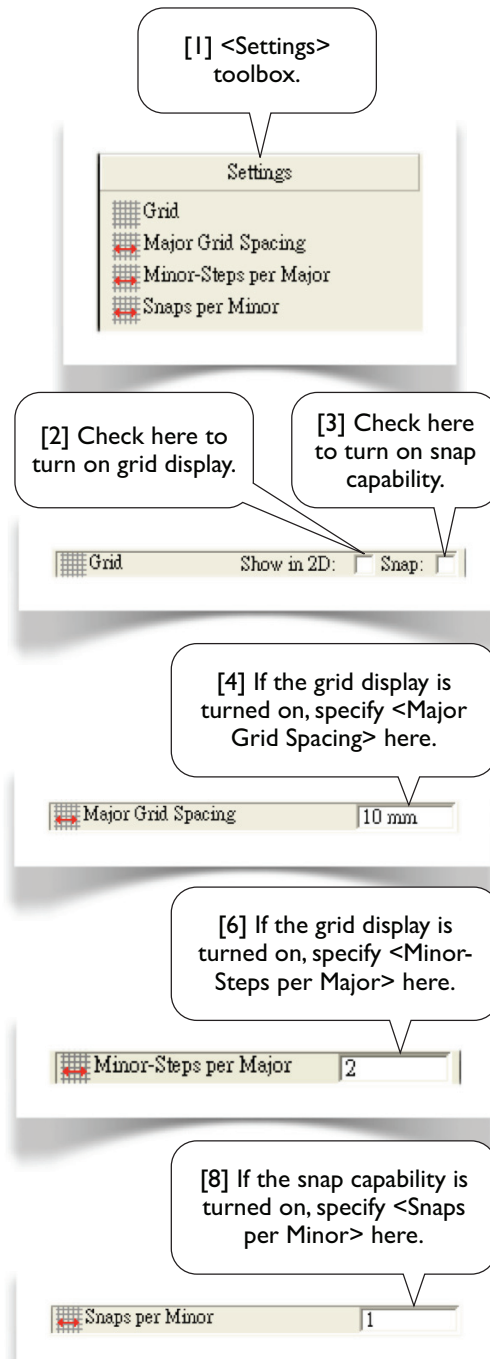 [1] <Settings>
toolbox.
Settings
Grid
Major Grid Spacing
Minor-Steps per Major
Snaps per Minor
[2] Check here to
turn on grid display.
[3] Check here
to turn on snap
capability.
Grid Show in 2D: Snap:
[4] If the grid display is
turned on, specify <Major
Grid Spacing> here.
Major Grid Spacing 10 mm
[6] If the grid display is
turned on, specify <Minor-
Steps per Major> here.
Minor-Steps per Major 2
[8] If the snap capability is
turned on, specify <Snaps
per Minor> here.
Snaps per Minor 1